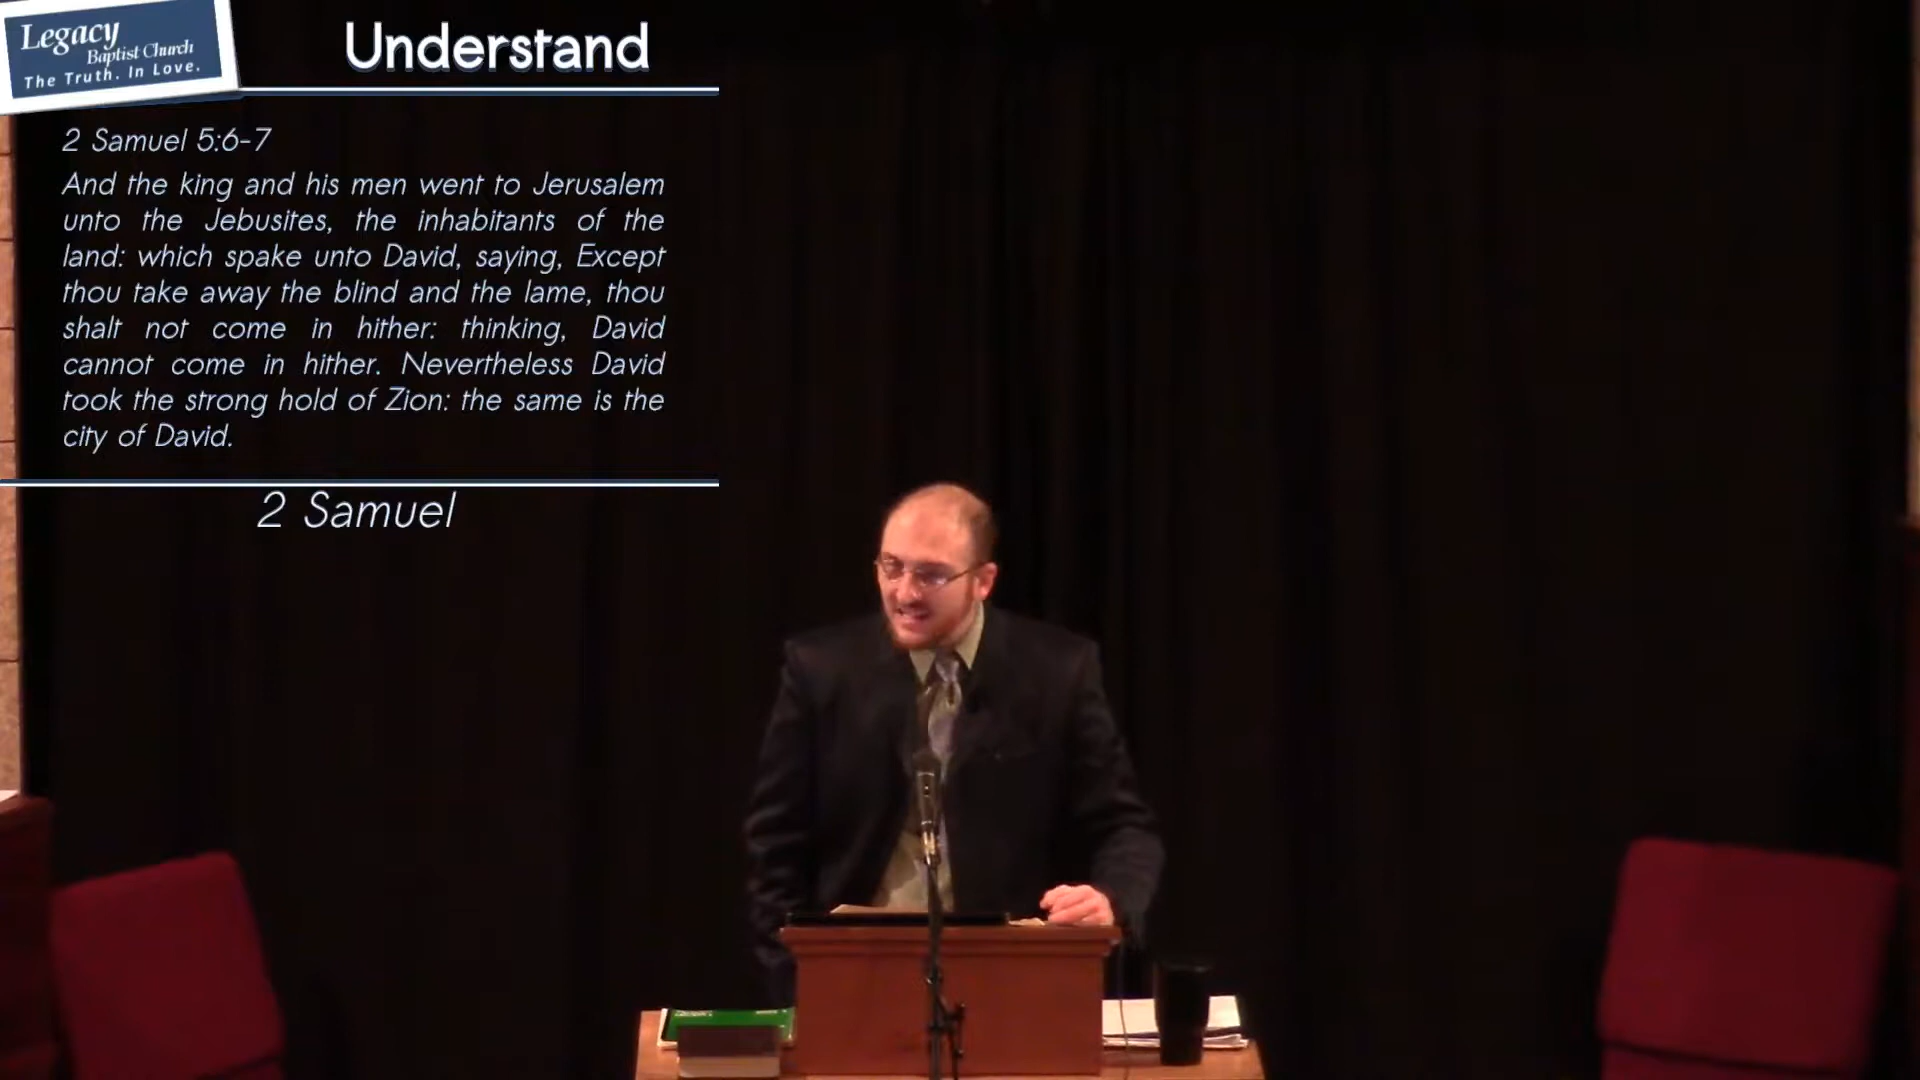 Legacy
Baptist Church
The Truth. In Love.
Understand
2 Samuel 5:6-7
And the king and his men went to Jerusalem
unto the Jebusites, the inhabitants of the
land: which spake unto David, saying, Except
thou take away the blind and the lame, thou
shalt not come in hither: thinking, David
cannot come in hither. Nevertheless David
took the strong hold of Zion: the same is the
city of David.
2 Samuel